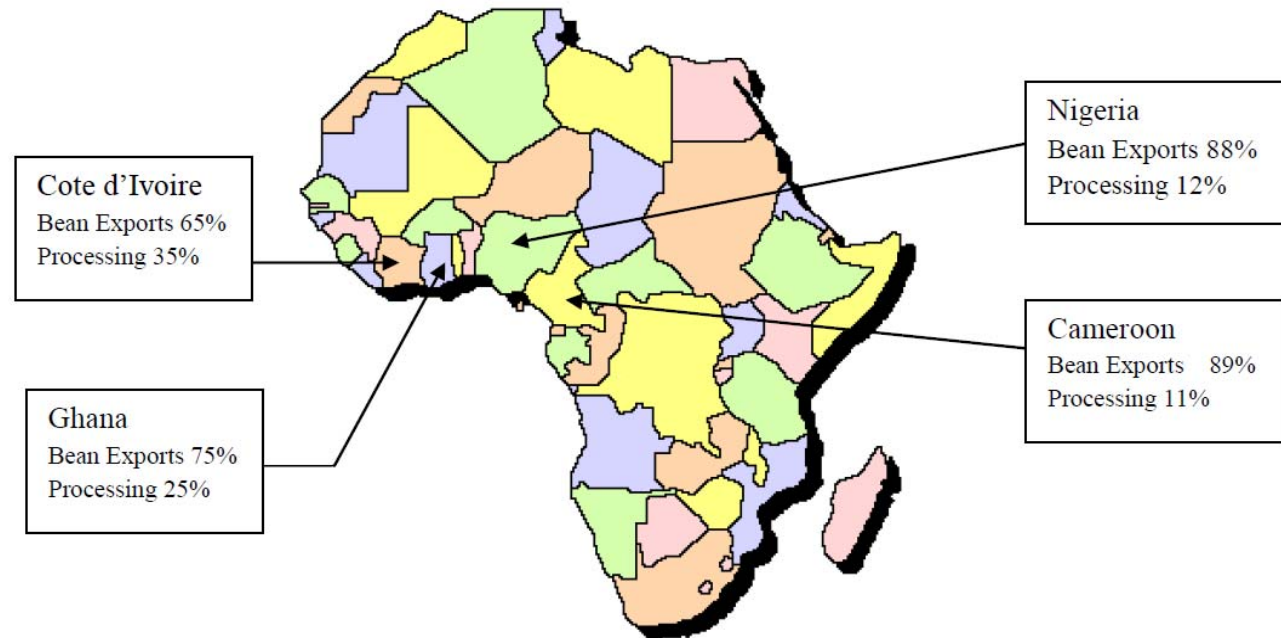 Nigeria
Bean Exports 88%
Processing 12%
Cote d’Ivoire
Bean Exports 65%
Processing 35%
Cameroon
Bean Exports 89%
Processing 11%
Ghana
Bean Exports 75%
Processing 25%